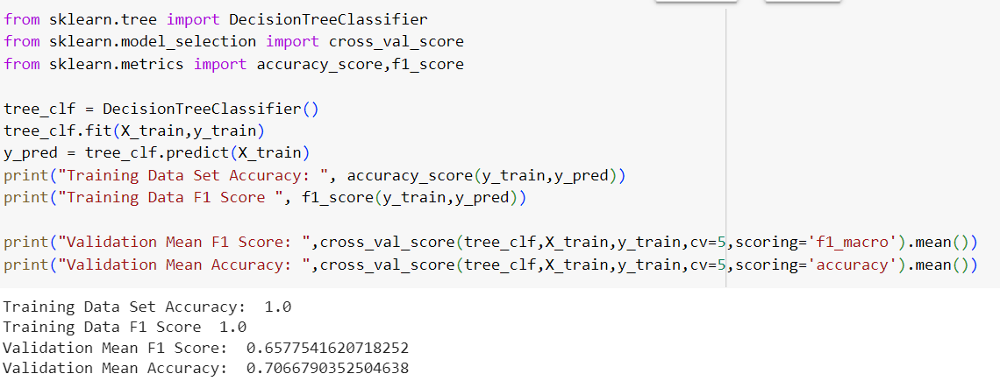 from sklearn.tree import DecisionTreeClassifier
from sklearn.model_selection import cross_val_score
from sklearn.metrics import accuracy_score,f1_score
tree_clf = DecisionTreeClassifier()
tree_clf.fit(X_train,y_train)
y_pred = tree_clf.predict(X_train)
print("Training Data Set Accuracy: ", accuracy_score(y_train,y_pred))
print("Training Data F1 Score ", f1_score(y_train,y_pred))
print("Validation Mean F1 Score: ",cross_val_score(tree_clf,X_train,y_train,cv=5,scoring='f1_macro').mean())
print("Validation Mean Accuracy: ",cross_val_score(tree_clf,X_train,y_train,cv=5,scoring='accuracy').mean())
Training Data Set Accuracy:  1.0
Training Data F1 Score  1.0
Validation Mean F1 Score:  0.6577541620718252
Validation Mean Accuracy:  0.7066790352504638